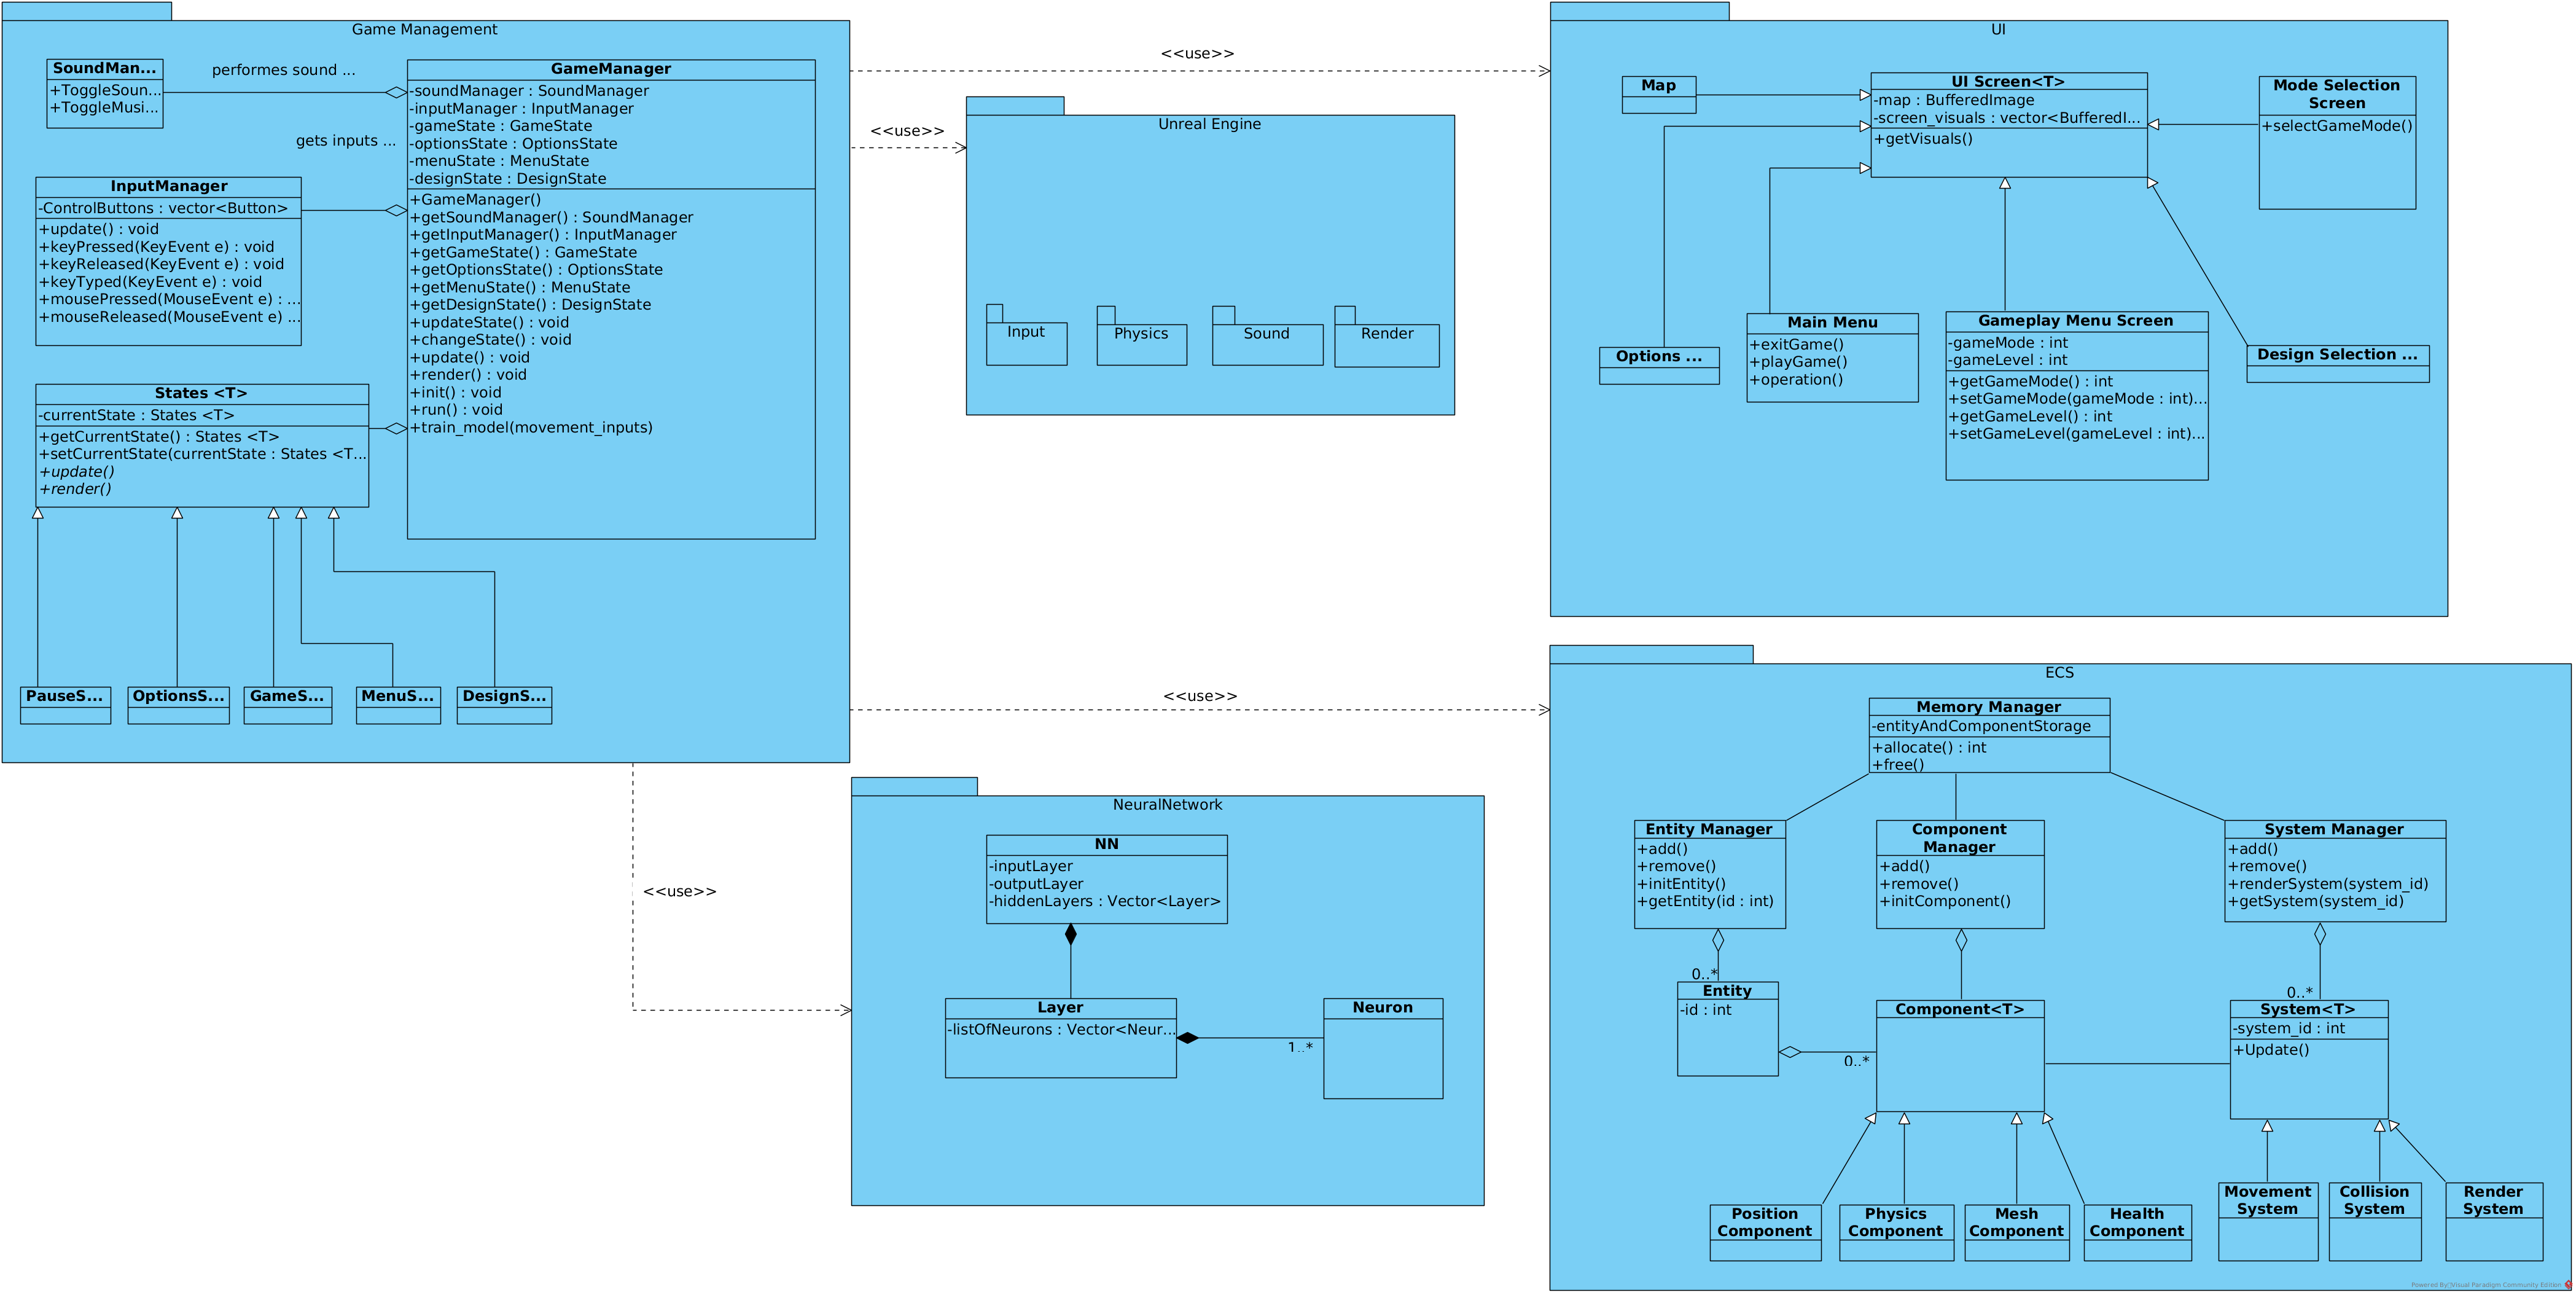 Game Management
SoundMan...
+ToggleSoun...
+ToggleMusi...
performes sound ...
gets inputs ...
GameManager
-soundManager : SoundManager
-inputManager : InputManager
-gameState : GameState
-optionsState : OptionsState
-menuState : MenuState
-designState : DesignState
+GameManager()
+getSoundManager() : SoundManager
+getInputManager() : InputManager
+getGameState() : GameState
+getOptionsState() : OptionsState
+getMenuState() : MenuState
+getDesignState() : DesignState
+updateState() : void
+changeState() : void
+update() : void
+render() : void
+init() : void
+run() : void
+train_model(movement_inputs)
InputManager
-ControlButtons : vector<Button>
+update() : void
+keyPressed(KeyEvent e) : void
+keyReleased(KeyEvent e) : void
+keyTyped(KeyEvent e) : void
+mousePressed(MouseEvent e) : ...
+mouseReleased(MouseEvent e) ...
States <T>
-currentState : States <T>
+getCurrentState() : States <T>
+setCurrentState(currentState : States <T...
+update()
+render()
PauseS...
OptionsS...
GameS...
MenuS...
DesignS...
<<use>>
<<use>>
<<use>>
<<use>>
Unreal Engine
Input
Physics
Sound
Render
UI
Map
UI Screen<T>
-map : BufferedImage
-screen_visuals : vector<BufferedI...
+getVisuals()
Mode Selection
Screen
+selectGameMode()
Options ...
Main Menu
+exitGame()
+playGame()
+operation()
Gameplay Menu Screen
-gameMode : int
-gameLevel : int
+getGameMode() : int
+setGameMode(gameMode : int)...
+getGameLevel() : int
+setGameLevel(gameLevel : int)...
Design Selection ...
NeuralNetwork
NN
-inputLayer
-outputLayer
-hiddenLayers : Vector<Layer>
Layer
-listOfNeurons : Vector<Neur...
1..*
Neuron
ECS
Memory Manager
-entityAndComponentStorage
+allocate() : int
+free()
Entity Manager
+add()
+remove()
+initEntity()
+getEntity(id : int)
Component
Manager
+add()
+remove()
+initComponent()
System Manager
+add()
+remove()
+renderSystem(system_id)
+getSystem(system_id)
0..*
Entity
-id : int
0..*
Component<T>
0..*
System<T>
-system_id : int
+Update()
Position
Component
Physics
Component
Mesh
Component
Health
Component
Movement
System
Collision
System
Render
System
Powered By Visual Paradigm Community Edition